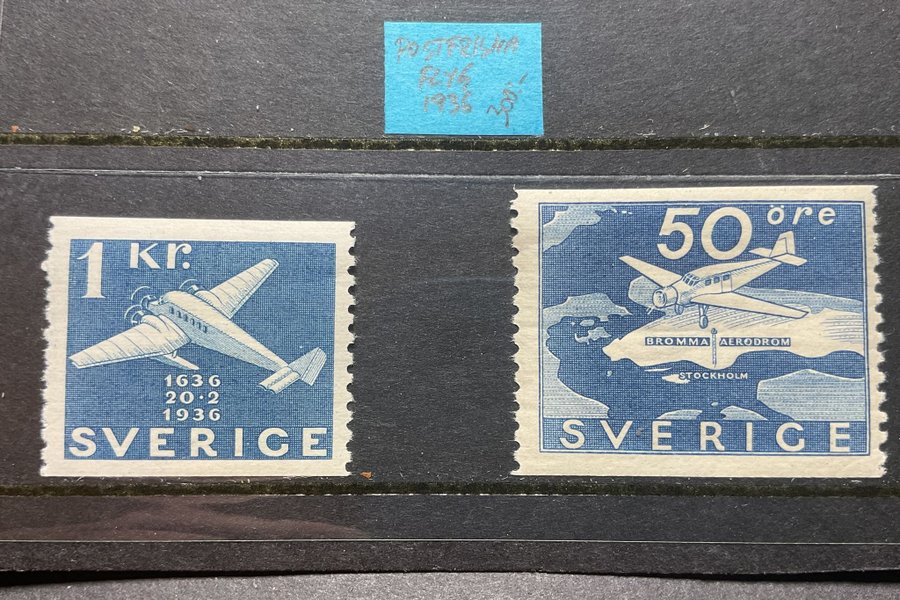 POSTFRISKA
FLYG
1936 300:-
1 Kr.
1636
20·2
1936
SVERIGE
50 öre
BROMMA AERODROM
STOCKHOLM
SVERIGE